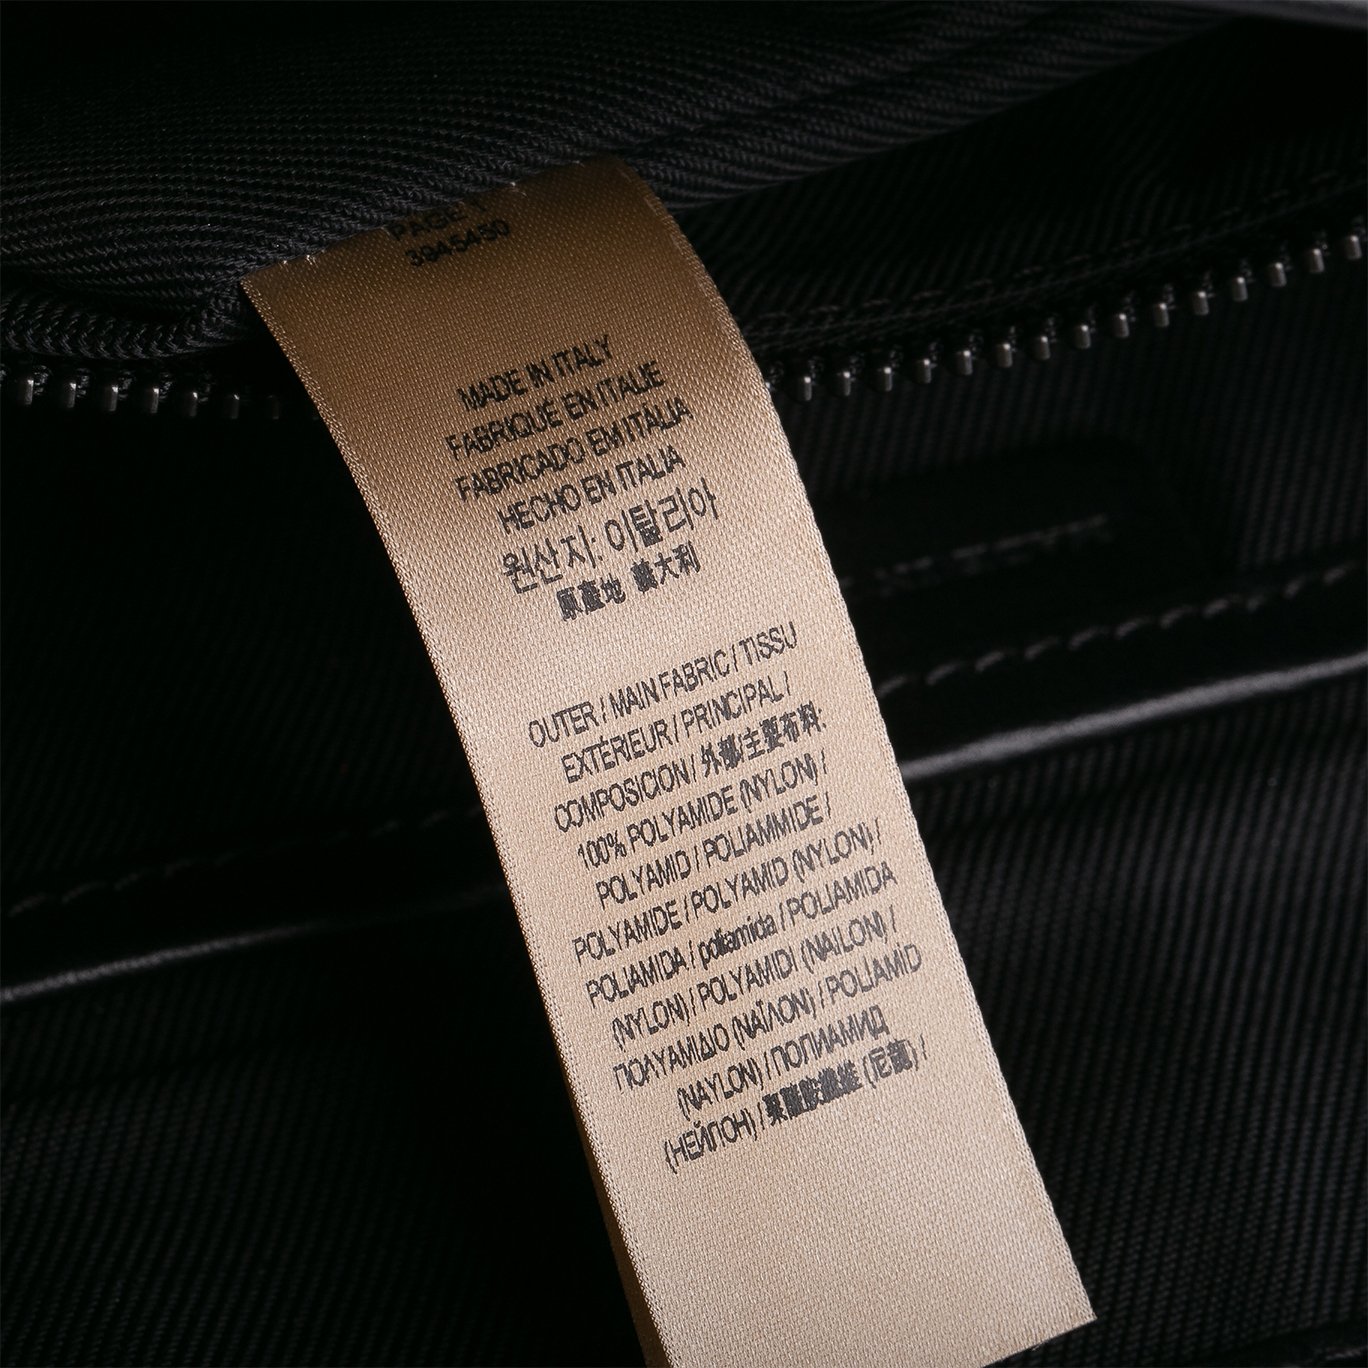 PAGE 1
3945450
MADE IN ITALY
FABRIQUÉ EN ITALIE
FABRICADO EM ITALIA
HECHO EN ITALIA
원산지: 이탈리아
原產地 義大利
OUTER / MAIN FABRIC / TISSU
EXTÉRIEUR / PRINCIPAL /
COMPOSICION / 外部/主要布料:
100% POLYAMIDE (NYLON) /
POLYAMID / POLIAMMIDE /
POLYAMIDE / POLYAMID (NYLON) /
POLIAMIDA / poliamida / POLIAMIDA
(NYLON) / POLYAMIDI (NAILON) /
ΠΟΛΥΑΜΙΔΙΟ (ΝΑΪΛΟΝ) / POLIAMID
(NAYLON) / ПОЛИАМИД
(НЕЙЛОН) / 聚醯胺纖維 (尼龍) /